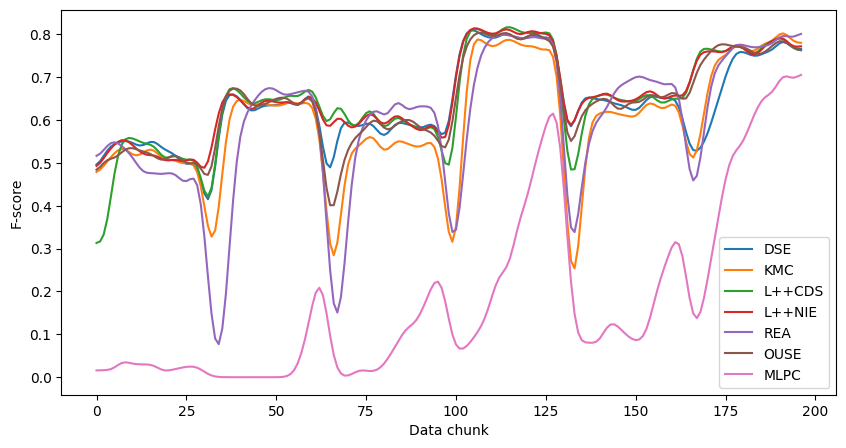 0.8
0.7
0.6
0.5
0.4
0.3
0.2
0.1
0.0
F-score
0 25 50 75 100 125 150 175 200
Data chunk
DSE
KMC
L++CDS
L++NIE
REA
OUSE
MLPC